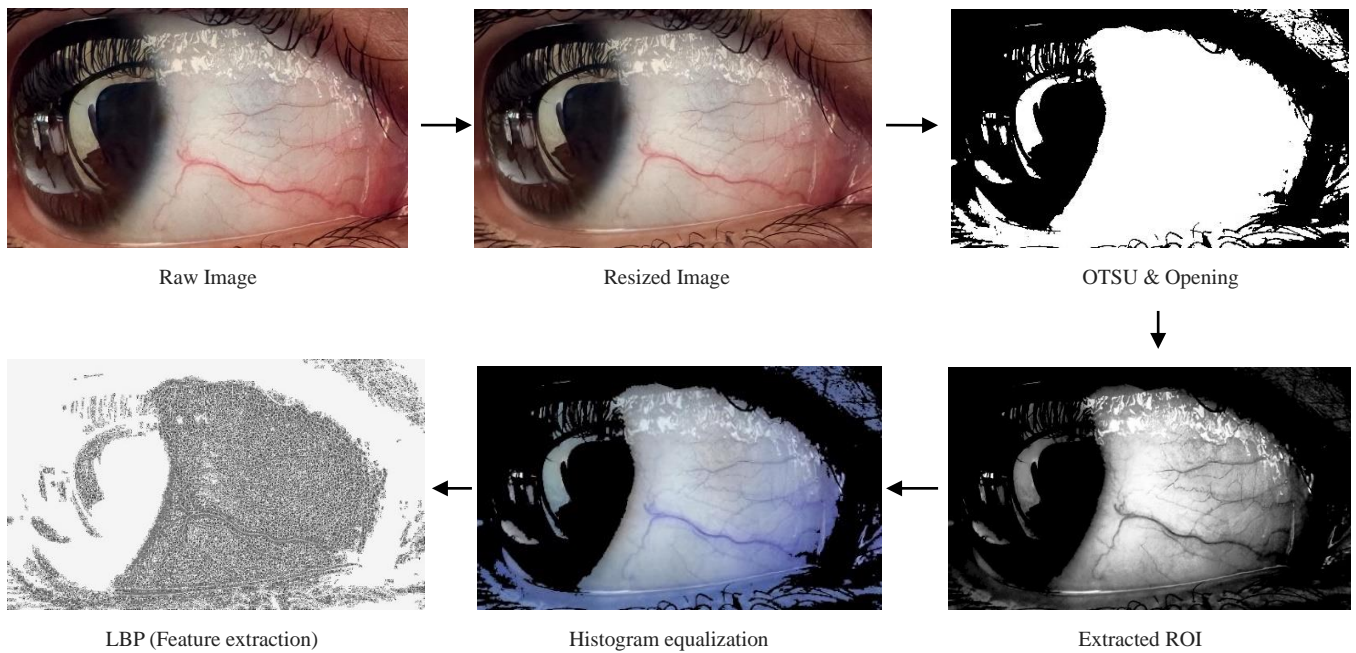 Raw Image
Resized Image
OTSU & Opening
LBP (Feature extraction)
Histogram equalization
Extracted ROI